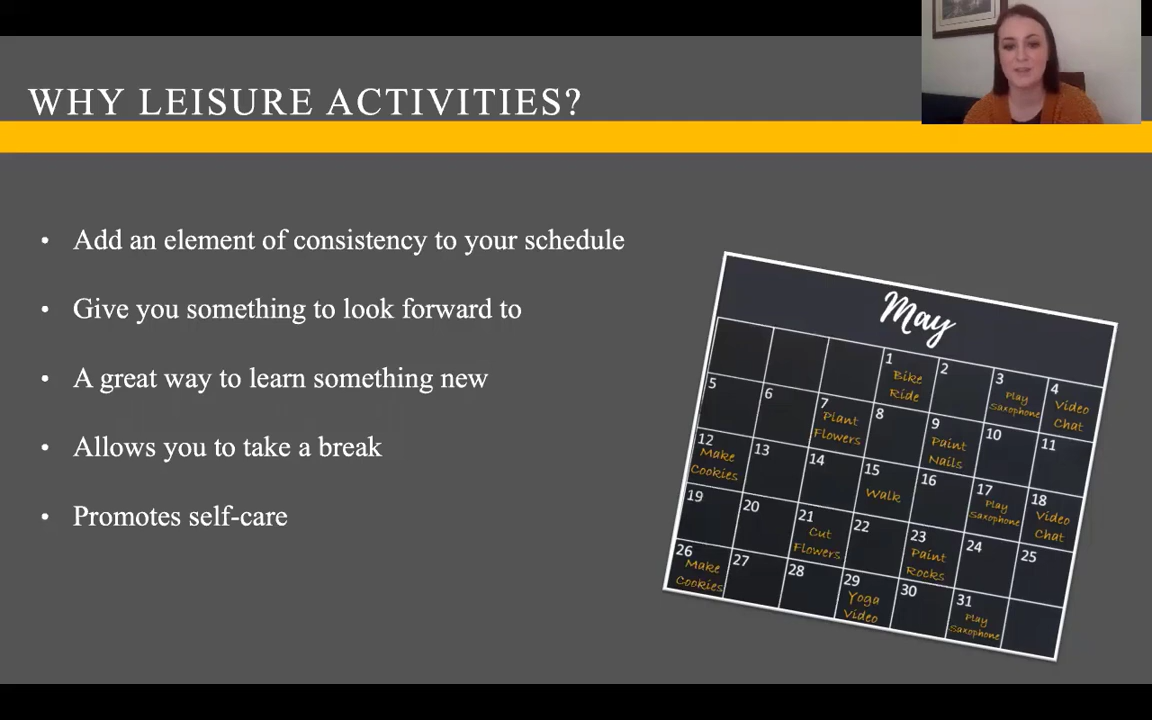 WHY LEISURE ACTIVITIES?
• Add an element of consistency to your schedule
• Give you something to look forward to
• A great way to learn something new
• Allows you to take a break
• Promotes self-care
May
1 2 3 4
Bike Ride
Play Saxophone
Video Chat
5 6 7 8 9 10 11
Plant Flowers
Paint Nails
12 13 14 15 16 17 18
Make Cookies
Walk
Play Saxophone
Video Chat
19 20 21 22 23 24 25
Cut Flowers
Paint Rocks
26 27 28 29 30 31
Make Cookies
Yoga Video
Play Saxophone